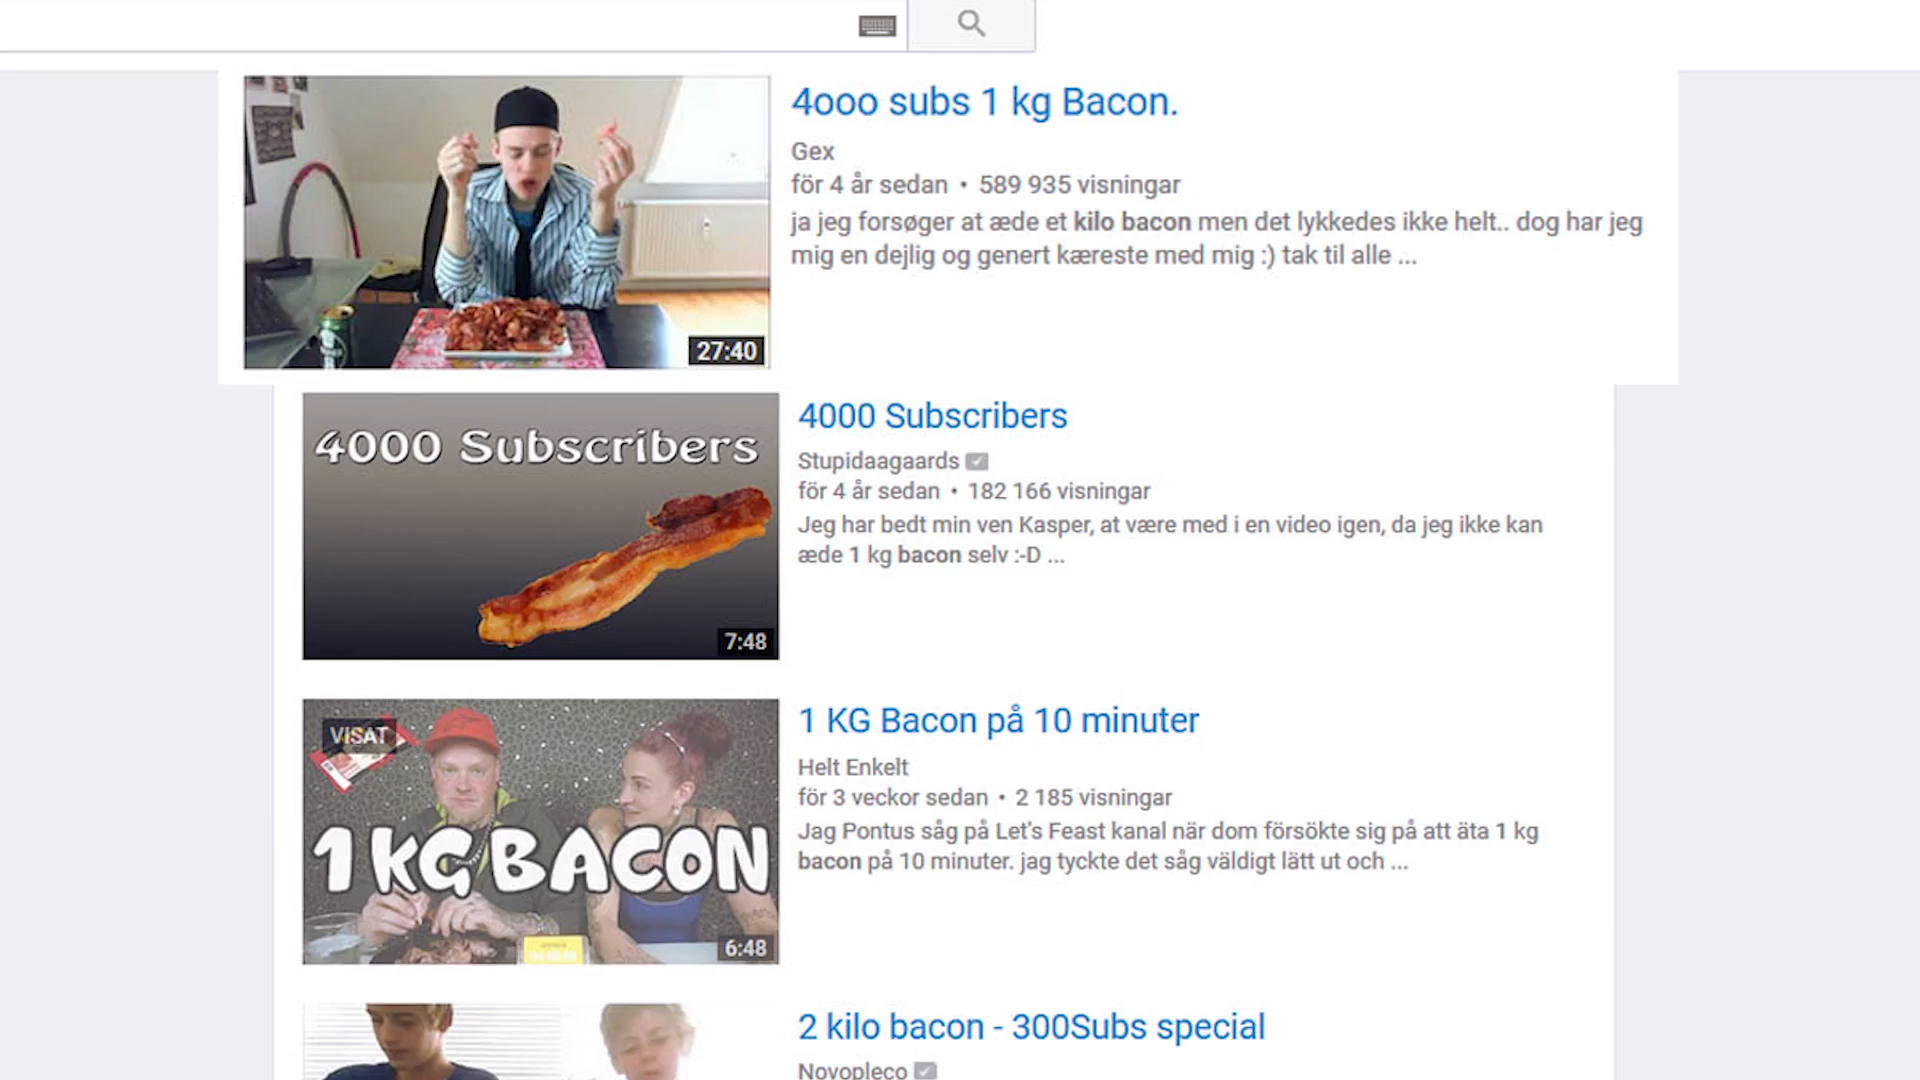 4ooo subs 1 kg Bacon.
Gex
för 4 år sedan • 589 935 visningar
ja jeg forsøger at æde et kilo bacon men det lykkedes ikke helt.. dog har jeg
mig en dejlig og genert kæreste med mig :) tak til alle ...
27:40
4000 Subscribers
4000 Subscribers
Stupidaagaards
för 4 år sedan • 182 166 visningar
Jeg har bedt min ven Kasper, at være med i en video igen, da jeg ikke kan
æde 1 kg bacon selv :-D ...
7:48
VISAT
1 KG BACON
6:48
1 KG Bacon på 10 minuter
Helt Enkelt
för 3 veckor sedan • 2 185 visningar
Jag Pontus såg på Let's Feast kanal när dom försökte sig på att äta 1 kg
bacon på 10 minuter. jag tyckte det såg väldigt lätt ut och ...
2 kilo bacon - 300Subs special
Novopleco